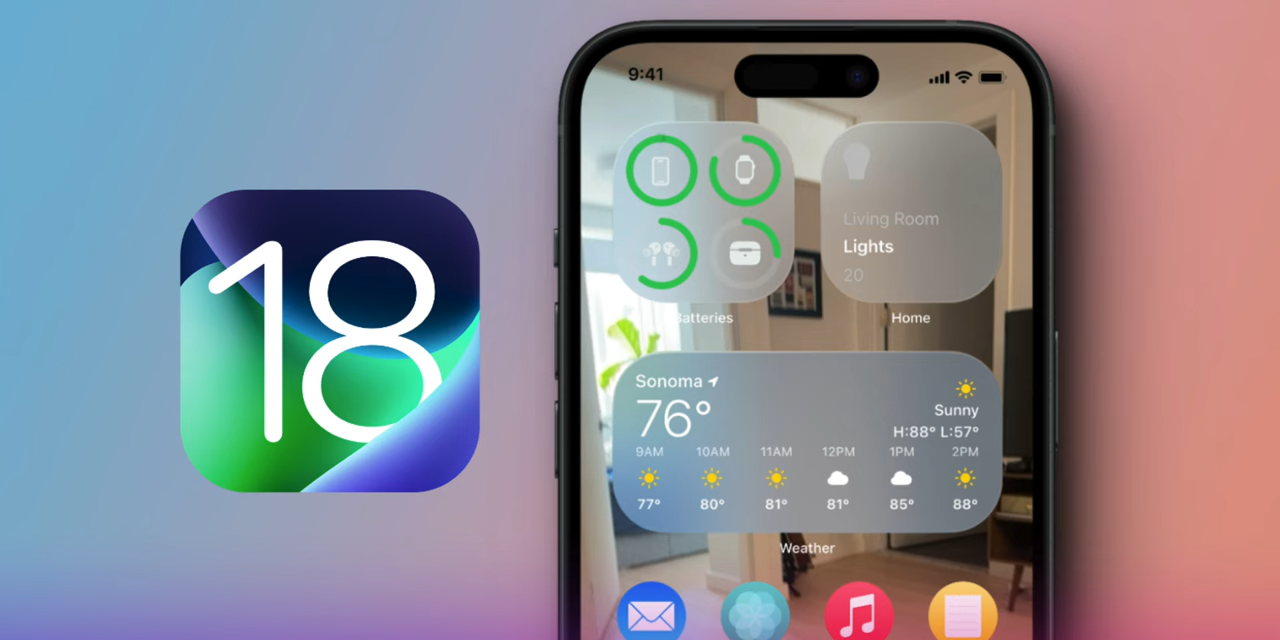 18
9:41
Living Room
Lights
20
Batteries
Home
Sonoma
76°
Sunny
H:88° L:57°
9AM 10AM 11AM 12PM 1PM 2PM
77° 80° 81° 81° 85° 88°
Weather